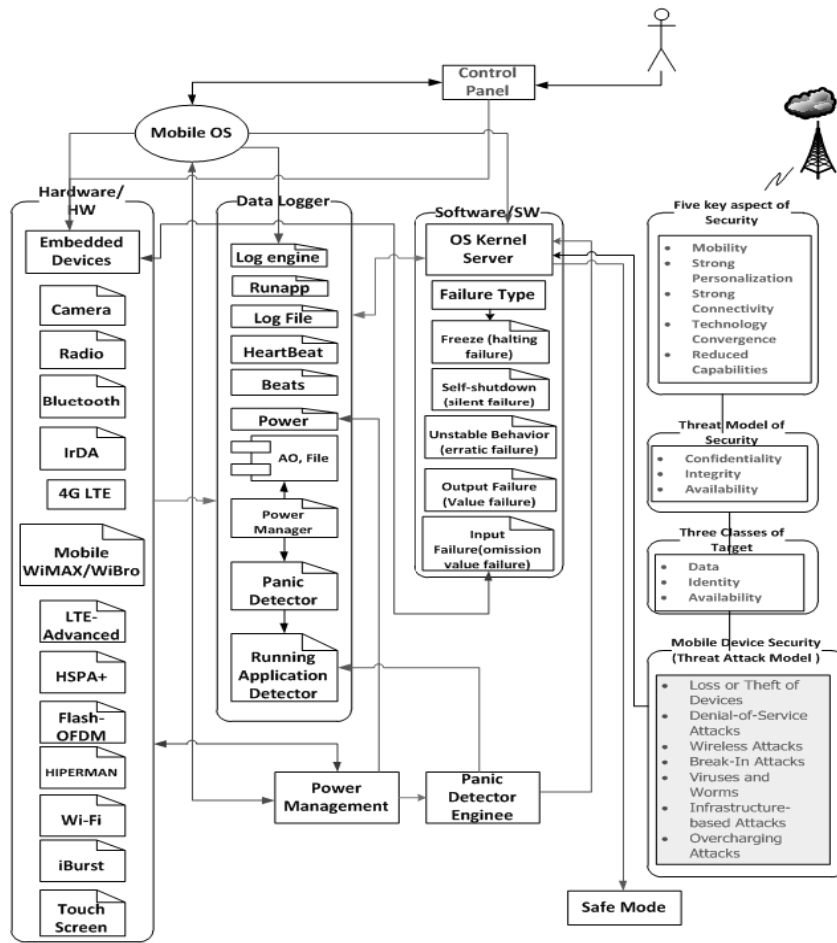 Control
Panel
Mobile OS
Hardware/
HW
Embedded
Devices
Camera
Radio
Bluetooth
IrDA
4G LTE
Mobile
WiMAX/WiBro
LTE-
Advanced
HSPA+
Flash-
OFDM
HIPERMAN
Wi-Fi
iBurst
Touch
Screen
Data Logger
Log engine
Runapp
Log File
HeartBeat
Beats
Power
AO, File
Power
Manager
Panic
Detector
Running
Application
Detector
Software/SW
OS Kernel
Server
Failure Type
Freeze (halting
failure)
Self-shutdown
(silent failure)
Unstable Behavior
(erratic failure)
Output Failure
(Value failure)
Input
Failure(omission
value failure)
Power
Management
Panic
Detector
Enginee
Safe Mode
Five key aspect of
Security
• Mobility
• Strong
Personalization
• Strong
Connectivity
• Technology
Convergence
• Reduced
Capabilities
Threat Model of
Security
• Confidentiality
• Integrity
• Availability
Three Classes of
Target
• Data
• Identity
• Availability
Mobile Device Security
(Threat Attack Model )
• Loss or Theft of
Devices
• Denial-of-Service
Attacks
• Wireless Attacks
• Break-In Attacks
• Viruses and
Worms
• Infrastructure-
based Attacks
• Overcharging
Attacks